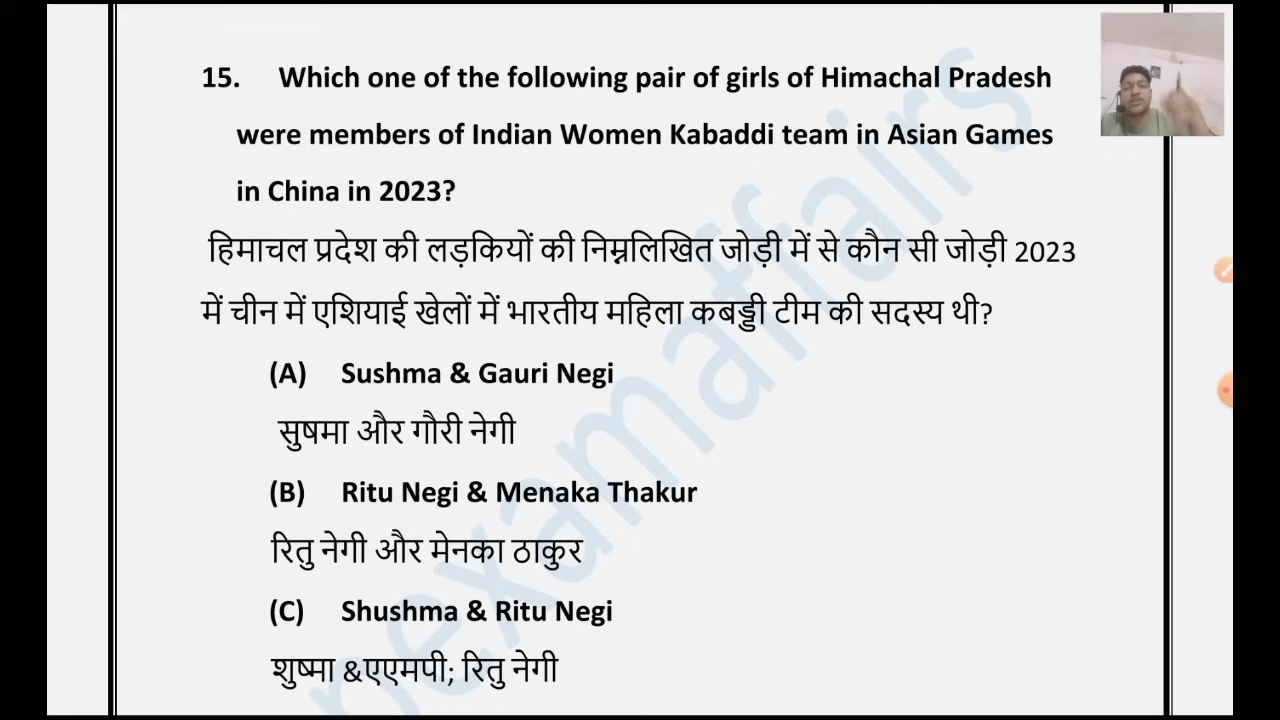 15. Which one of the following pair of girls of Himachal Pradesh
were members of Indian Women Kabaddi team in Asian Games
in China in 2023?
हिमाचल प्रदेश की लड़कियों की निम्नलिखित जोड़ी में से कौन सी जोड़ी 2023
में चीन में एशियाई खेलों में भारतीय महिला कबड्डी टीम की सदस्य थी?
(A) Sushma & Gauri Negi
सुषमा और गौरी नेगी
(B) Ritu Negi & Menaka Thakur
रितु नेगी और मेनका ठाकुर
(C) Shushma & Ritu Negi
शुष्मा &एएमपी; रितु नेगी
pexamaffairs